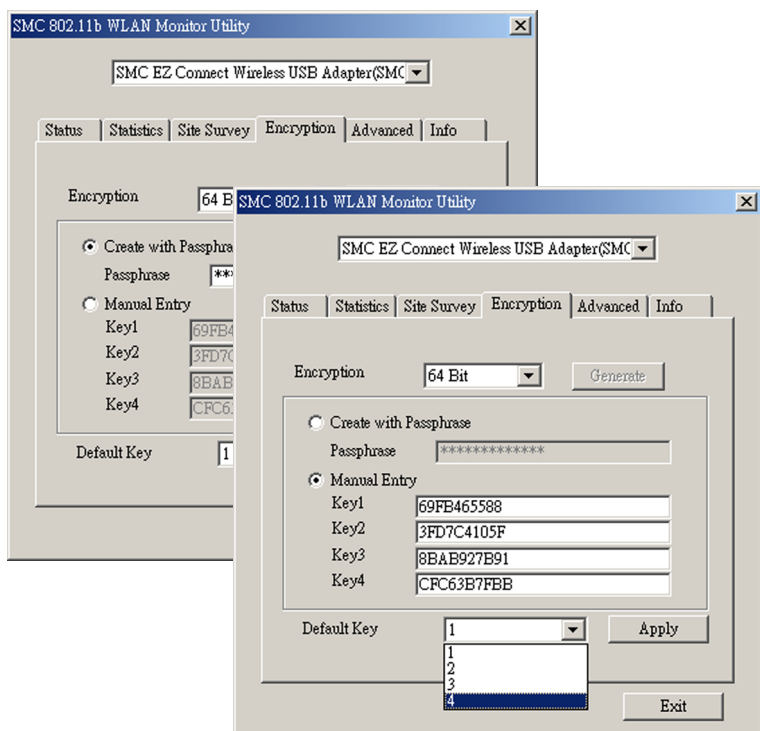 SMC 802.11b WLAN Monitor Utility
SMC EZ Connect Wireless USB Adapter(SMC
Status Statistics Site Survey Encryption Advanced Info
Encryption 64 B
Create with Passphra
Passphrase **
Manual Entry
Key1 69FB4
Key2 3FD7C
Key3 8BAB
Key4 CFC6
Default Key 1
SMC 802.11b WLAN Monitor Utility
SMC EZ Connect Wireless USB Adapter(SMC
Status Statistics Site Survey Encryption Advanced Info
Encryption 64 Bit Generate
Create with Passphrase
Passphrase *************
Manual Entry
Key1 69FB465588
Key2 3FD7C4105F
Key3 8BAB927B91
Key4 CFC63B7FBB
Default Key 1 Apply
1
2
3
4
Exit